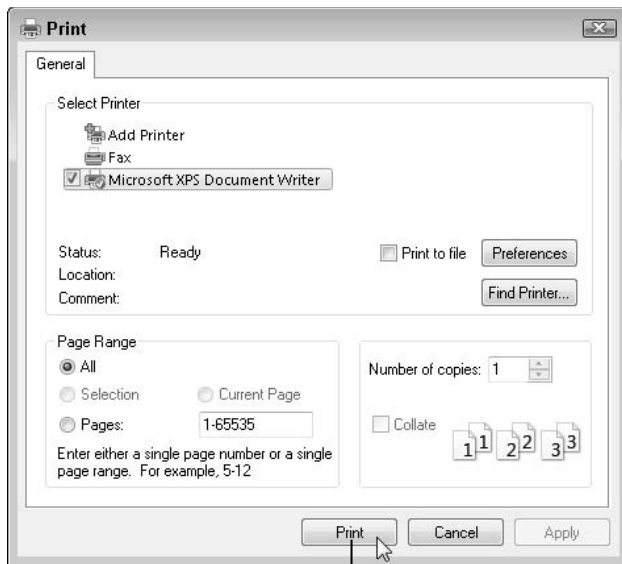 Print
General
Select Printer
Add Printer
Fax
Microsoft XPS Document Writer
Status: Ready
Print to file
Preferences
Location:
Comment:
Find Printer...
Page Range
All
Selection
Current Page
Pages: 1-65535
Enter either a single page number or a single
page range. For example, 5-12
Number of copies: 1
Collate
1 1 2 2 3 3
Print
Cancel
Apply